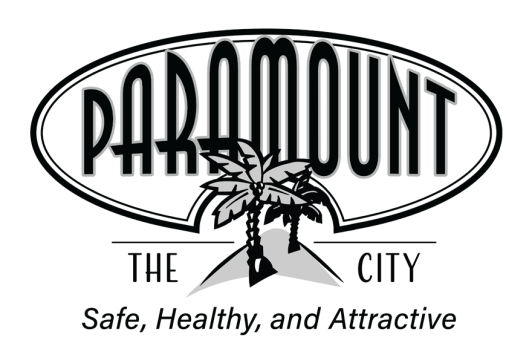 PARAMOUNT
THE CITY
Safe, Healthy, and Attractive